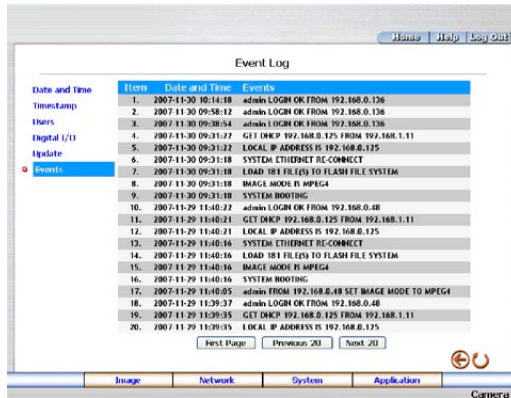 Home Help Log Out
Event Log
Date and Time
Timestamp
Users
Digital I/O
Update
Events
Item Date and Time Events
1. 2007-11-30 10:14:18 admin LOGIN OK FROM 192.168.0.136
2. 2007-11-30 09:58:12 admin LOGIN OK FROM 192.168.0.136
3. 2007-11-30 09:38:54 admin LOGIN OK FROM 192.168.0.136
4. 2007-11-30 09:31:22 GET DHCP 192.168.0.125 FROM 192.168.1.11
5. 2007-11-30 09:31:22 LOCAL IP ADDRESS IS 192.168.0.125
6. 2007-11-30 09:31:18 SYSTEM ETHERNET RE-CONNECT
7. 2007-11-30 09:31:18 LOAD 181 FILE(S) TO FLASH FILE SYSTEM
8. 2007-11-30 09:31:18 IMAGE MODE IS MPEG4
9. 2007-11-30 09:31:18 SYSTEM BOOTING
10. 2007-11-29 11:40:22 admin LOGIN OK FROM 192.168.0.48
11. 2007-11-29 11:40:21 GET DHCP 192.168.0.125 FROM 192.168.1.11
12. 2007-11-29 11:40:21 LOCAL IP ADDRESS IS 192.168.0.125
13. 2007-11-29 11:40:16 SYSTEM ETHERNET RE-CONNECT
14. 2007-11-29 11:40:16 LOAD 181 FILE(S) TO FLASH FILE SYSTEM
15. 2007-11-29 11:40:16 IMAGE MODE IS MPEG4
16. 2007-11-29 11:40:16 SYSTEM BOOTING
17. 2007-11-29 11:40:05 admin FROM 192.168.0.48 SET IMAGE MODE TO MPEG4
18. 2007-11-29 11:39:37 admin LOGIN OK FROM 192.168.0.48
19. 2007-11-29 11:39:35 GET DHCP 192.168.0.125 FROM 192.168.1.11
20. 2007-11-29 11:39:35 LOCAL IP ADDRESS IS 192.168.0.125
First Page Previous 20 Next 20
Image Network System Application
Camera